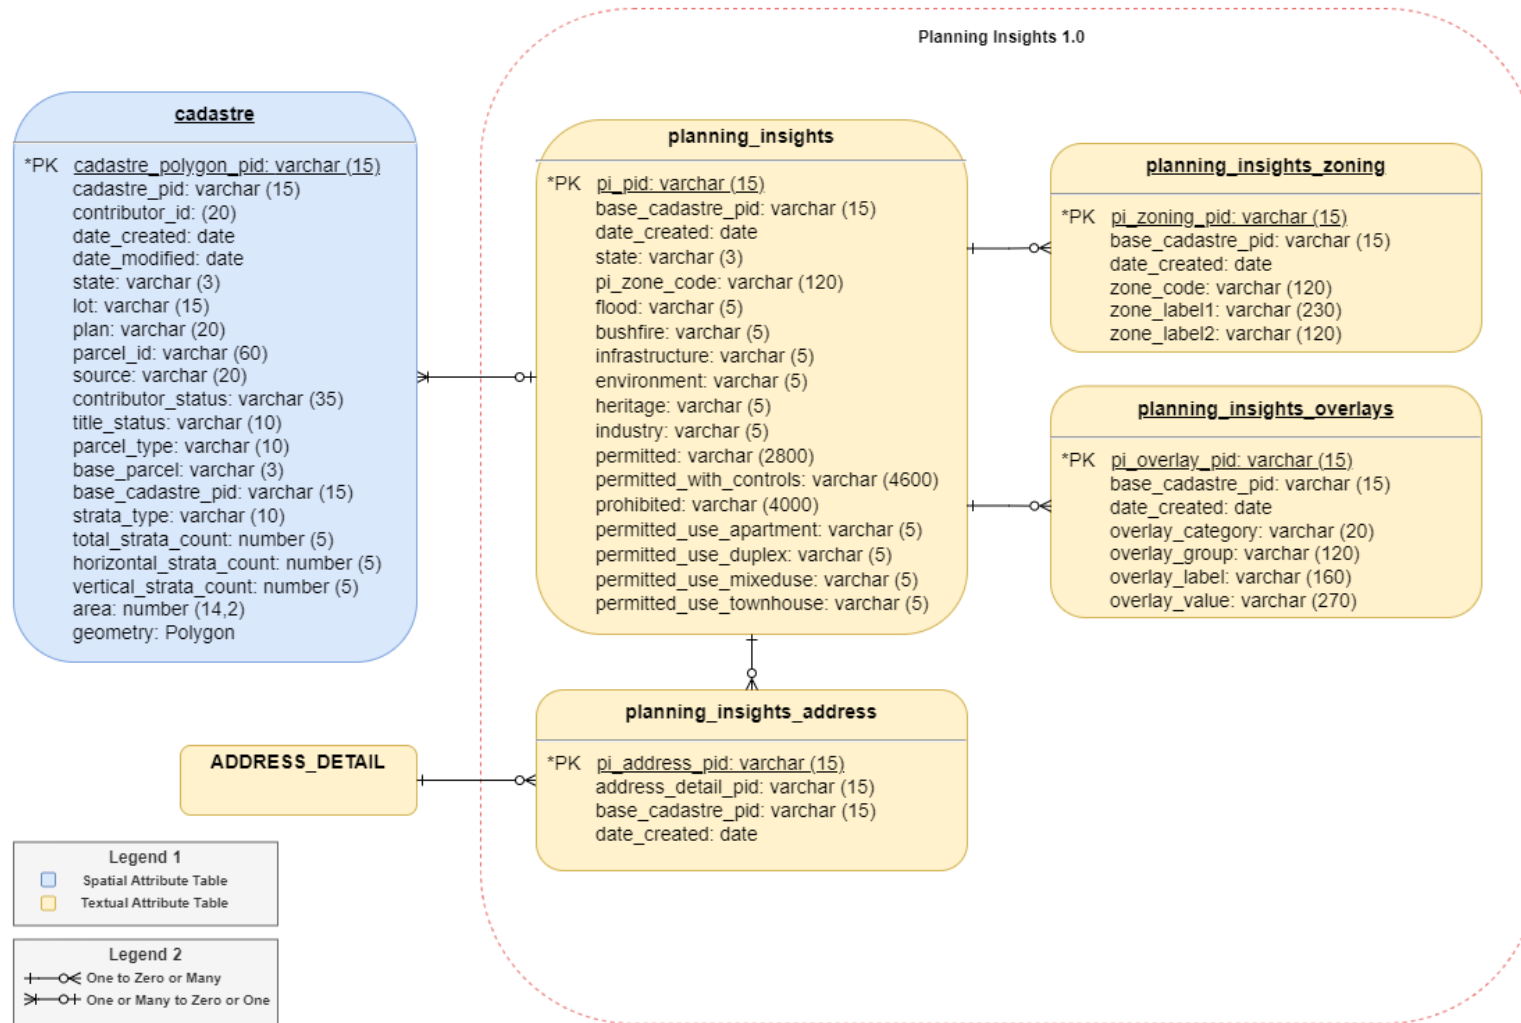 Planning Insights 1.0
cadastre
*PK cadastre_polygon_pid: varchar (15)
cadastre_pid: varchar (15)
contributor_id: (20)
date_created: date
date_modified: date
state: varchar (3)
lot: varchar (15)
plan: varchar (20)
parcel_id: varchar (60)
source: varchar (20)
contributor_status: varchar (35)
title_status: varchar (10)
parcel_type: varchar (10)
base_parcel: varchar (3)
base_cadastre_pid: varchar (15)
strata_type: varchar (10)
total_strata_count: number (5)
horizontal_strata_count: number (5)
vertical_strata_count: number (5)
area: number (14,2)
geometry: Polygon
planning_insights
*PK pi_pid: varchar (15)
base_cadastre_pid: varchar (15)
date_created: date
state: varchar (3)
pi_zone_code: varchar (120)
flood: varchar (5)
bushfire: varchar (5)
infrastructure: varchar (5)
environment: varchar (5)
heritage: varchar (5)
industry: varchar (5)
permitted: varchar (2800)
permitted_with_controls: varchar (4600)
prohibited: varchar (4000)
permitted_use_apartment: varchar (5)
permitted_use_duplex: varchar (5)
permitted_use_mixeduse: varchar (5)
permitted_use_townhouse: varchar (5)
planning_insights_zoning
*PK pi_zoning_pid: varchar (15)
base_cadastre_pid: varchar (15)
date_created: date
zone_code: varchar (120)
zone_label1: varchar (230)
zone_label2: varchar (120)
planning_insights_overlays
*PK pi_overlay_pid: varchar (15)
base_cadastre_pid: varchar (15)
date_created: date
overlay_category: varchar (20)
overlay_group: varchar (120)
overlay_label: varchar (160)
overlay_value: varchar (270)
planning_insights_address
*PK pi_address_pid: varchar (15)
address_detail_pid: varchar (15)
base_cadastre_pid: varchar (15)
date_created: date
ADDRESS_DETAIL
Legend 1
Spatial Attribute Table
Textual Attribute Table
Legend 2
One to Zero or Many
One or Many to Zero or One